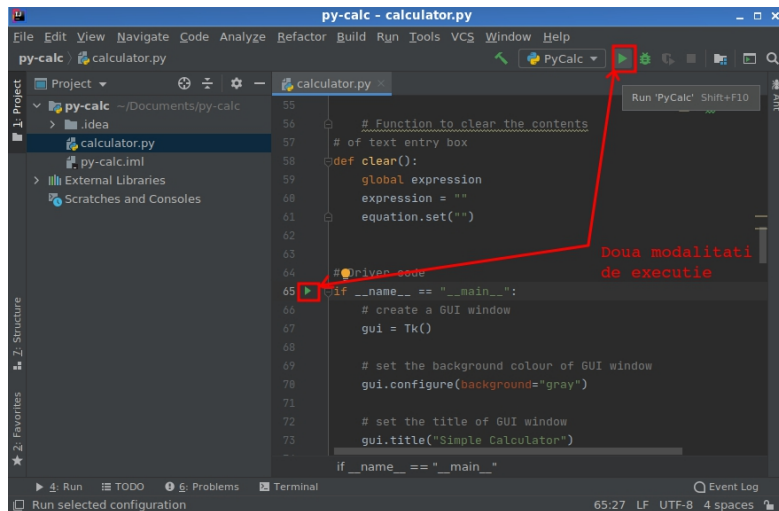 py-calc – calculator.py
File Edit View Navigate Code Analyze Refactor Build Run Tools VCS Window Help
py-calc calculator.py PyCalc
Project calculator.py
Run 'PyCalc' Shift+F10
1: Project
Ant
py-calc ~/Documents/py-calc
.idea
calculator.py
py-calc.iml
External Libraries
Scratches and Consoles
55
56 # Function to clear the contents
57 # of text entry box
58 def clear():
59 global expression
60 expression = ""
61 equation.set("")
62
63
64 #Driver code
65 if __name__ == "__main__":
66 # create a GUI window
67 gui = Tk()
68
69 # set the background colour of GUI window
70 gui.configure(background="gray")
71
72 # set the title of GUI window
73 gui.title("Simple Calculator")
if __name__ == "__main__"
Doua modalitati
de executie
7: Structure
2: Favorites
4: Run TODO 6: Problems Terminal Event Log
Run selected configuration 65:27 LF UTF-8 4 spaces